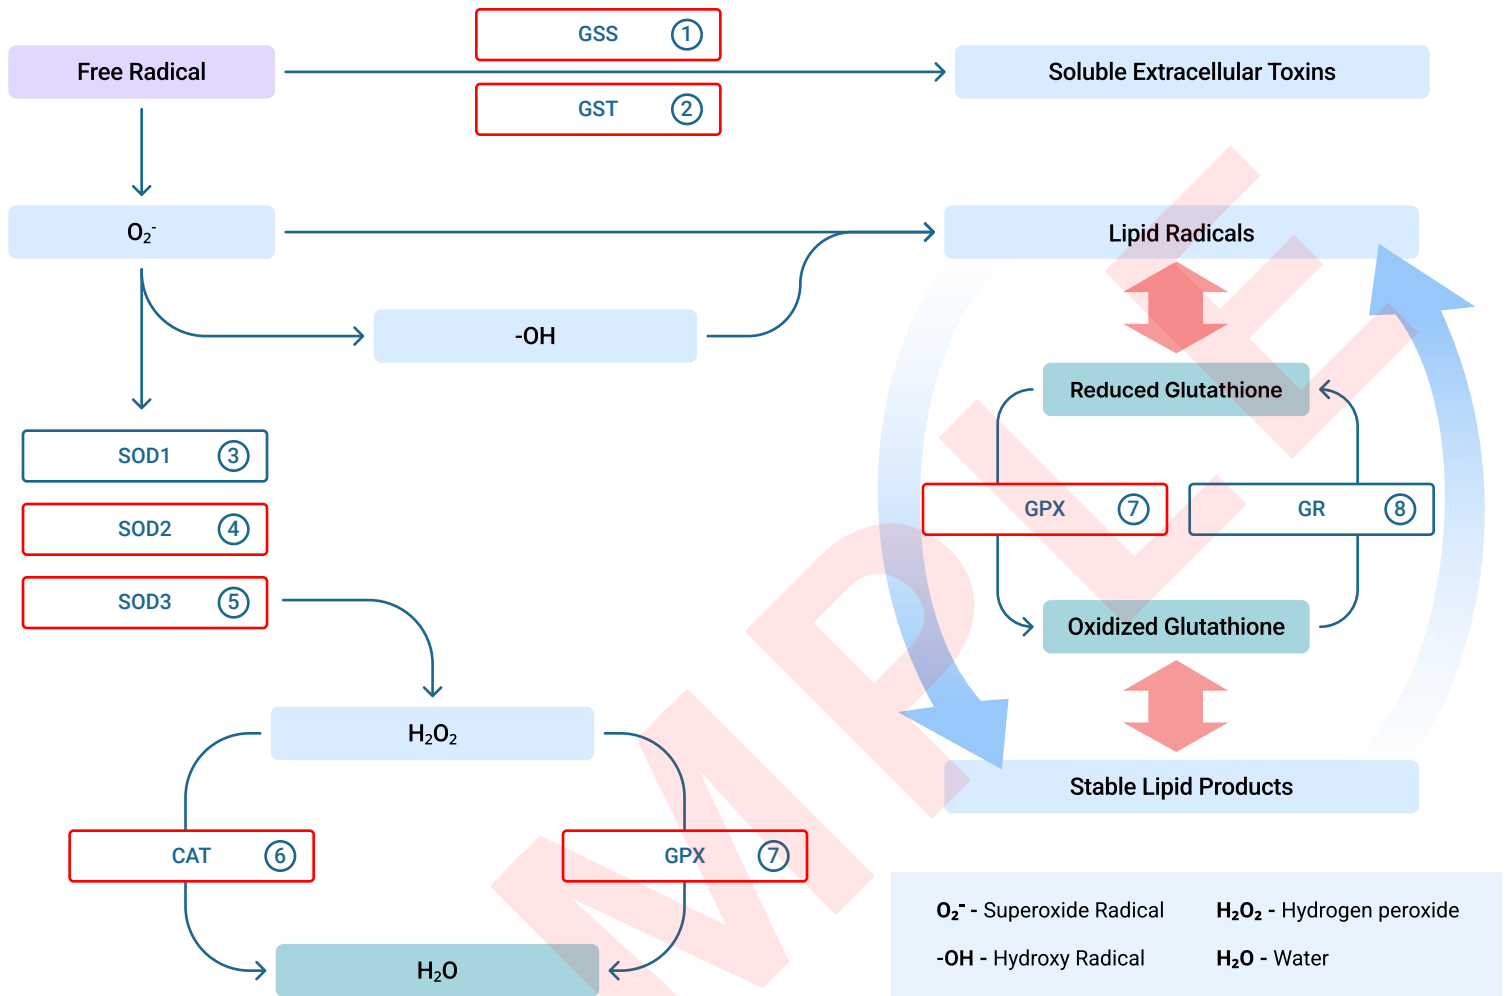 GSS ①
Free Radical
Soluble Extracellular Toxins
GST ②
O₂⁻
Lipid Radicals
-OH
Reduced Glutathione
SOD1 ③
GPX ⑦
GR ⑧
SOD2 ④
SOD3 ⑤
Oxidized Glutathione
H₂O₂
Stable Lipid Products
CAT ⑥
GPX ⑦
H₂O
O₂⁻ - Superoxide Radical
H₂O₂ - Hydrogen peroxide
-OH - Hydroxy Radical
H₂O - Water
MPLE